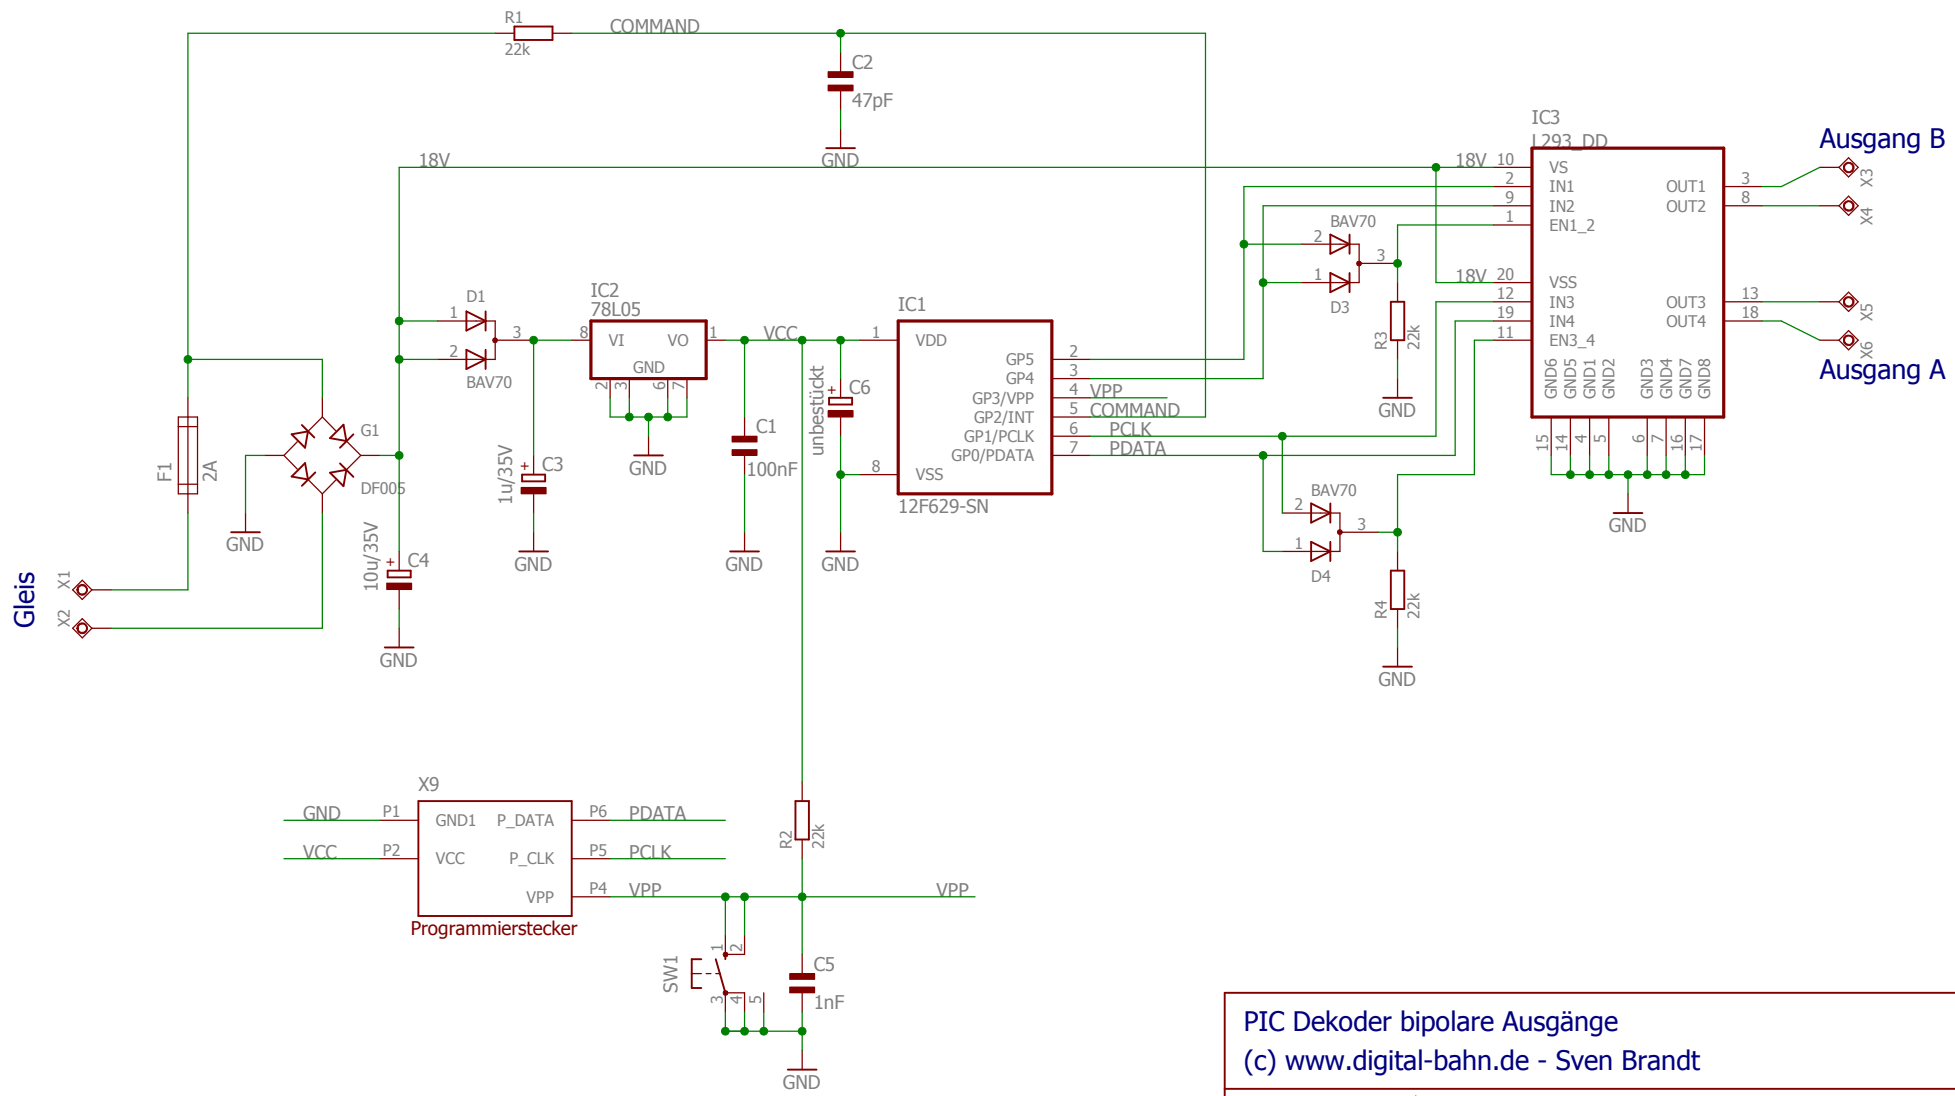 R1
22k
COMMAND
C2
47pF
GND
IC3
L293_DD
Ausgang B
18V
18V 10 VS
2 IN1 OUT1 3 X3
9 IN2 OUT2 8 X4
1 EN1_2
18V 20 VSS
12 IN3 OUT3 13 X5
19 IN4 OUT4 18 X6
11 EN3_4
Ausgang A
GND6 GND5 GND1 GND2 GND3 GND4 GND7 GND8
15 14 4 5 6 7 16 17
GND
BAV70
2
1
3
D3
R3
22k
GND
D1
1
2
3
BAV70
IC2
78L05
8 VI VO 1
GND
2 3 6 7
GND
VCC
IC1
1 VDD
GP5 2
GP4 3
GP3/VPP 4 VPP
GP2/INT 5 COMMAND
GP1/PCLK 6 PCLK
GP0/PDATA 7 PDATA
8 VSS
12F629-SN
unbestückt
+
C6
GND
C1
100nF
GND
1u/35V
+
C3
GND
G1
DF005
F1
2A
GND
10u/35V
+
C4
GND
Gleis
X1
X2
BAV70
2
1
3
D4
R4
22k
GND
X9
GND P1 GND1 P_DATA P6 PDATA
VCC P2 VCC P_CLK P5 PCLK
VPP P4 VPP VPP
Programmierstecker
R2
22k
SW1
1 2
3 4 5
C5
1nF
GND
PIC Dekoder bipolare Ausgänge
(c) www.digital-bahn.de - Sven Brandt